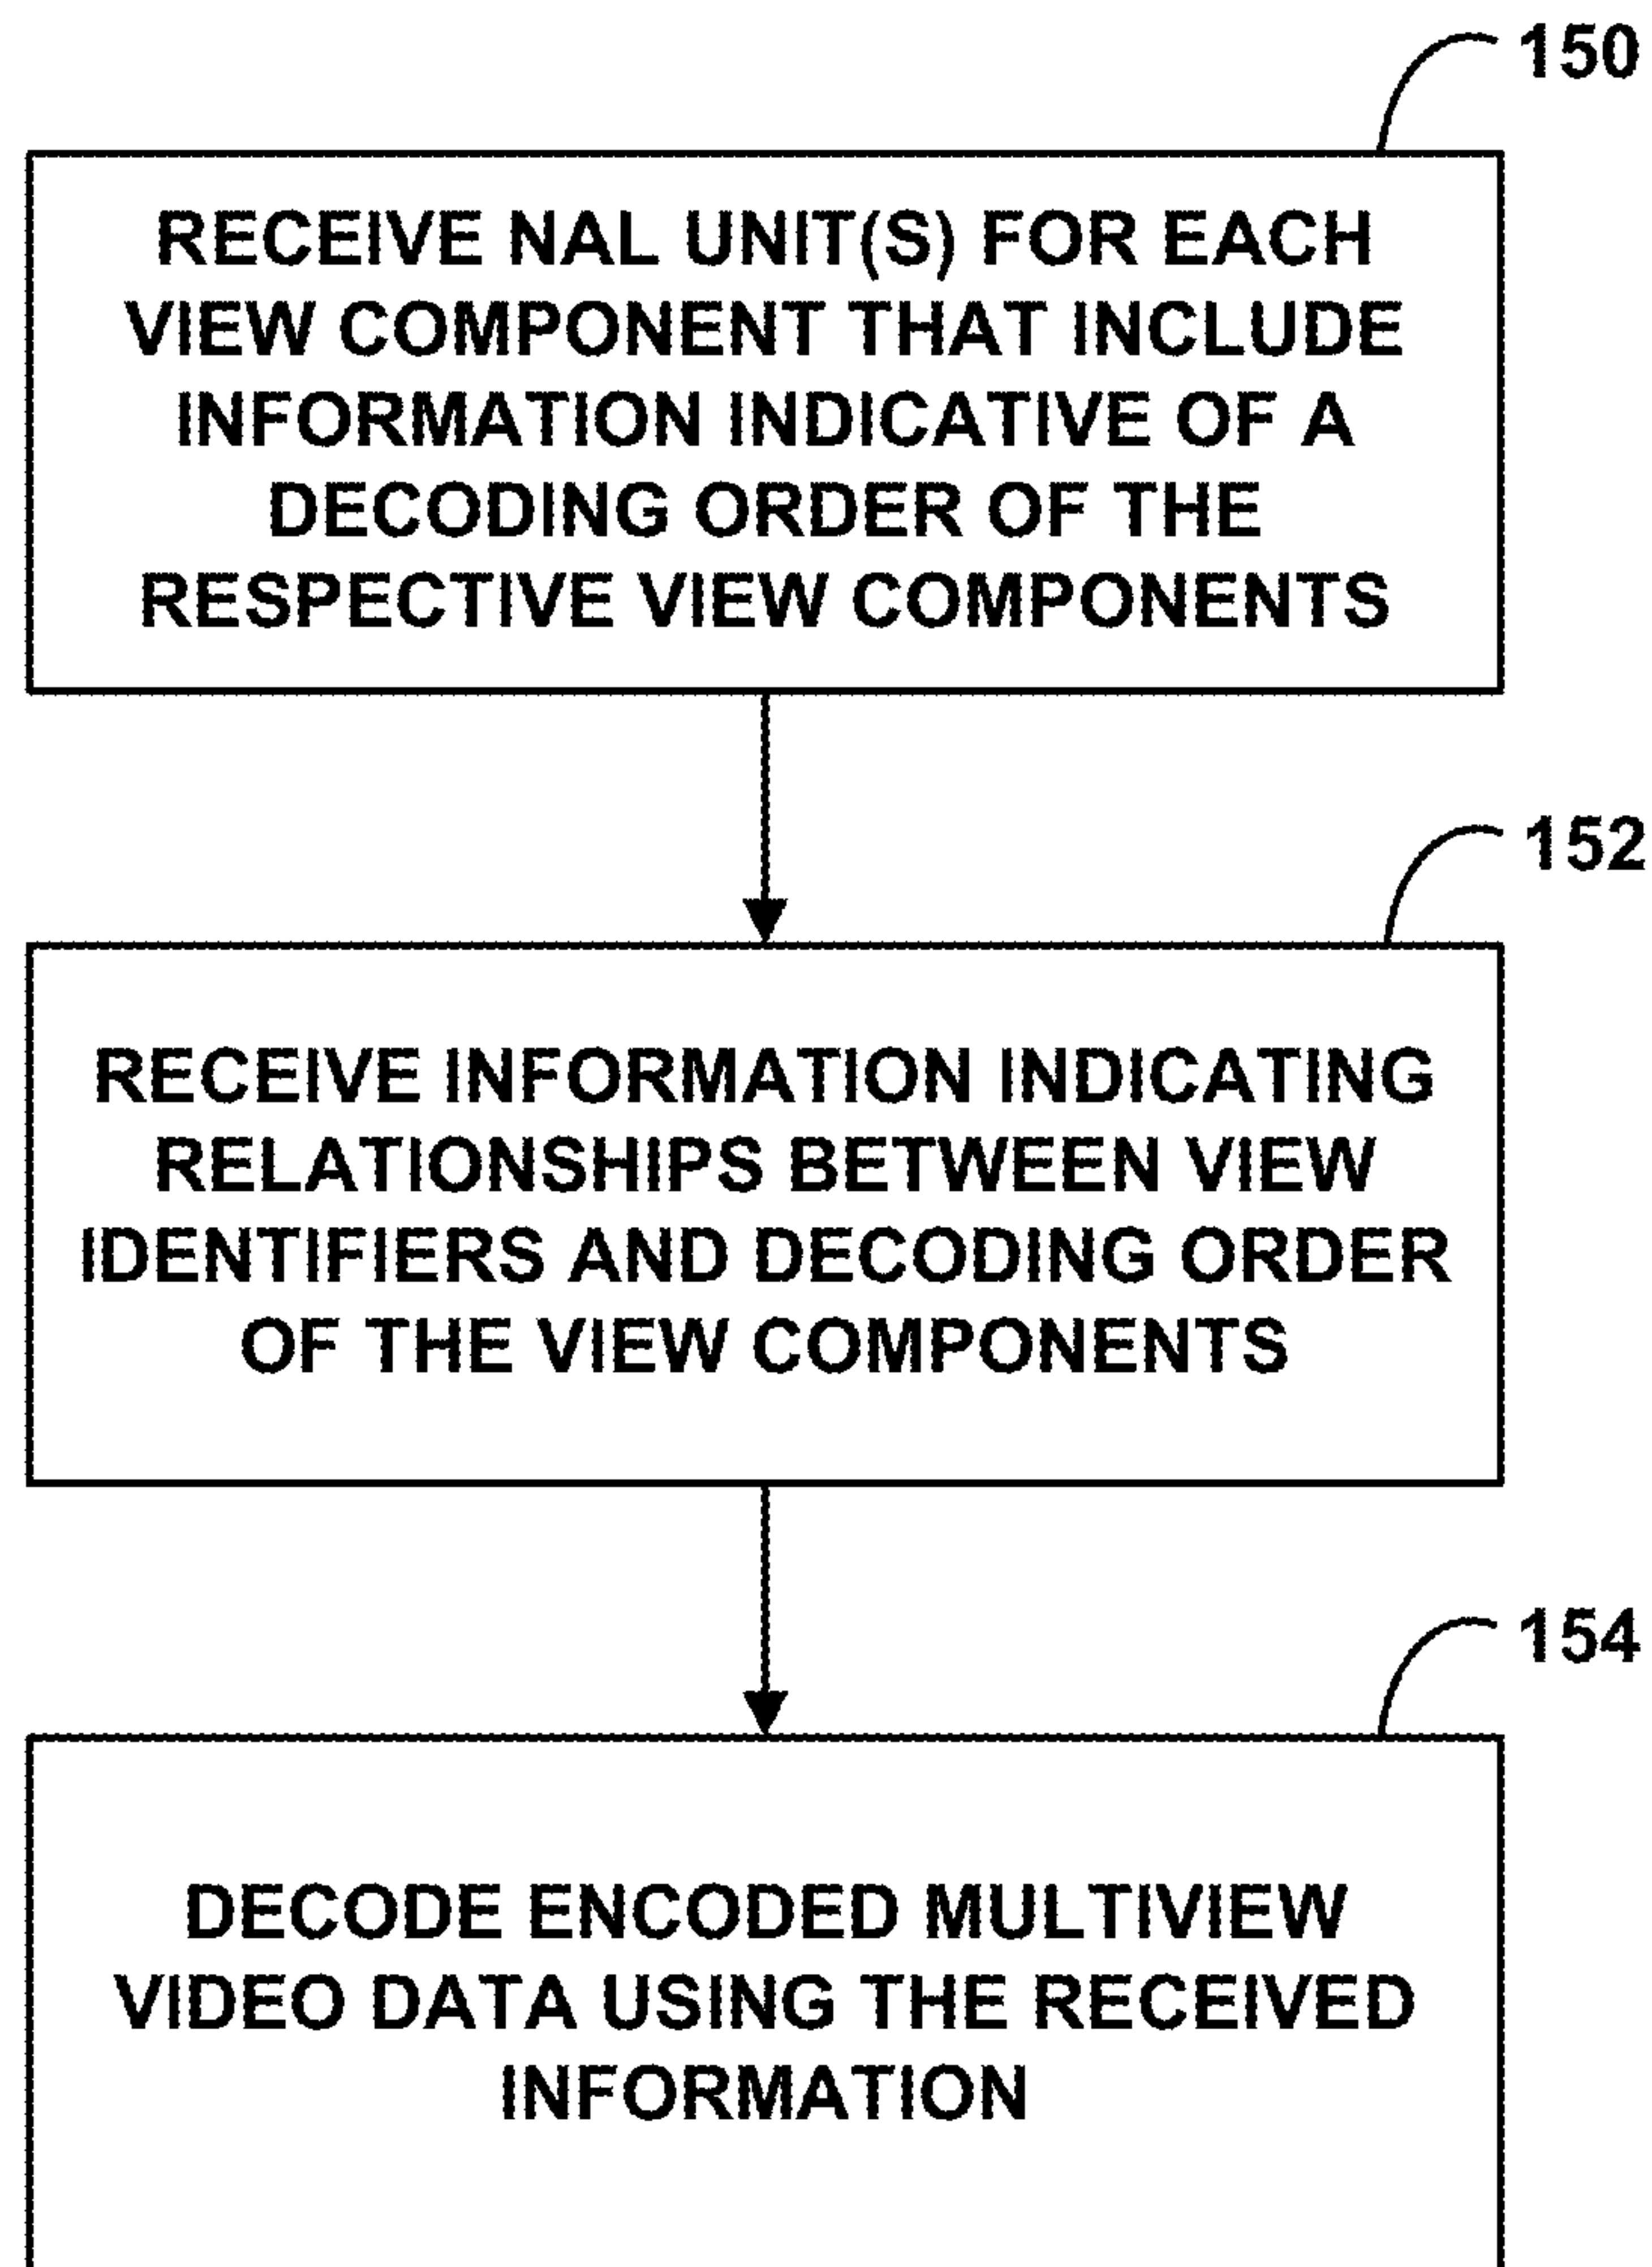 150
RECEIVE NAL UNIT(S) FOR EACH
VIEW COMPONENT THAT INCLUDE
INFORMATION INDICATIVE OF A
DECODING ORDER OF THE
RESPECTIVE VIEW COMPONENTS
152
RECEIVE INFORMATION INDICATING
RELATIONSHIPS BETWEEN VIEW
IDENTIFIERS AND DECODING ORDER
OF THE VIEW COMPONENTS
154
DECODE ENCODED MULTIVIEW
VIDEO DATA USING THE RECEIVED
INFORMATION